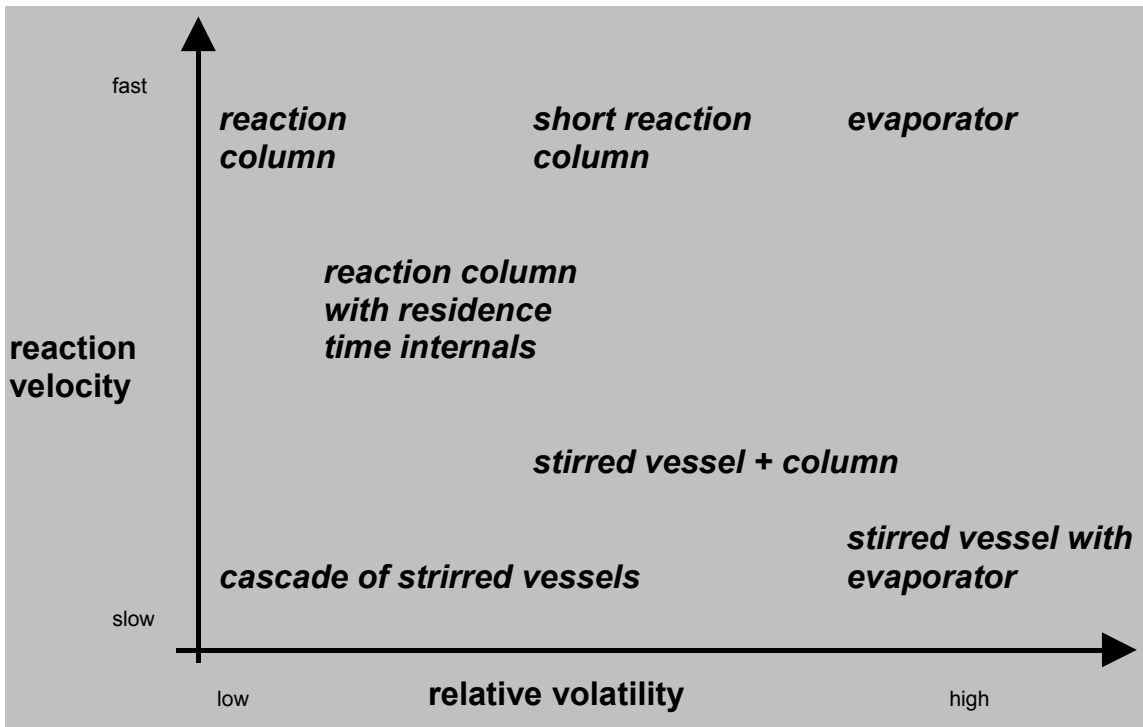 fast
reaction
column
short reaction
column
evaporator
reaction column
with residence
time internals
reaction
velocity
stirred vessel + column
stirred vessel with
evaporator
cascade of strirred vessels
slow
low
relative volatility
high